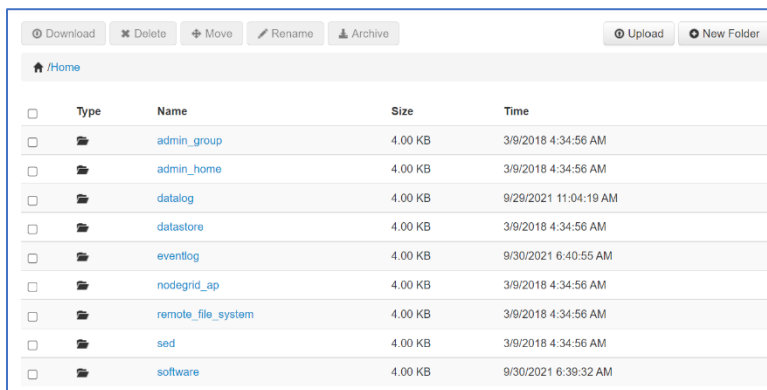 Download Delete Move Rename Archive Upload New Folder
/Home
Type Name Size Time
admin_group 4.00 KB 3/9/2018 4:34:56 AM
admin_home 4.00 KB 3/9/2018 4:34:56 AM
datalog 4.00 KB 9/29/2021 11:04:19 AM
datastore 4.00 KB 3/9/2018 4:34:56 AM
eventlog 4.00 KB 9/30/2021 6:40:55 AM
nodegrid_ap 4.00 KB 3/9/2018 4:34:56 AM
remote_file_system 4.00 KB 3/9/2018 4:34:56 AM
sed 4.00 KB 3/9/2018 4:34:56 AM
software 4.00 KB 9/30/2021 6:39:32 AM